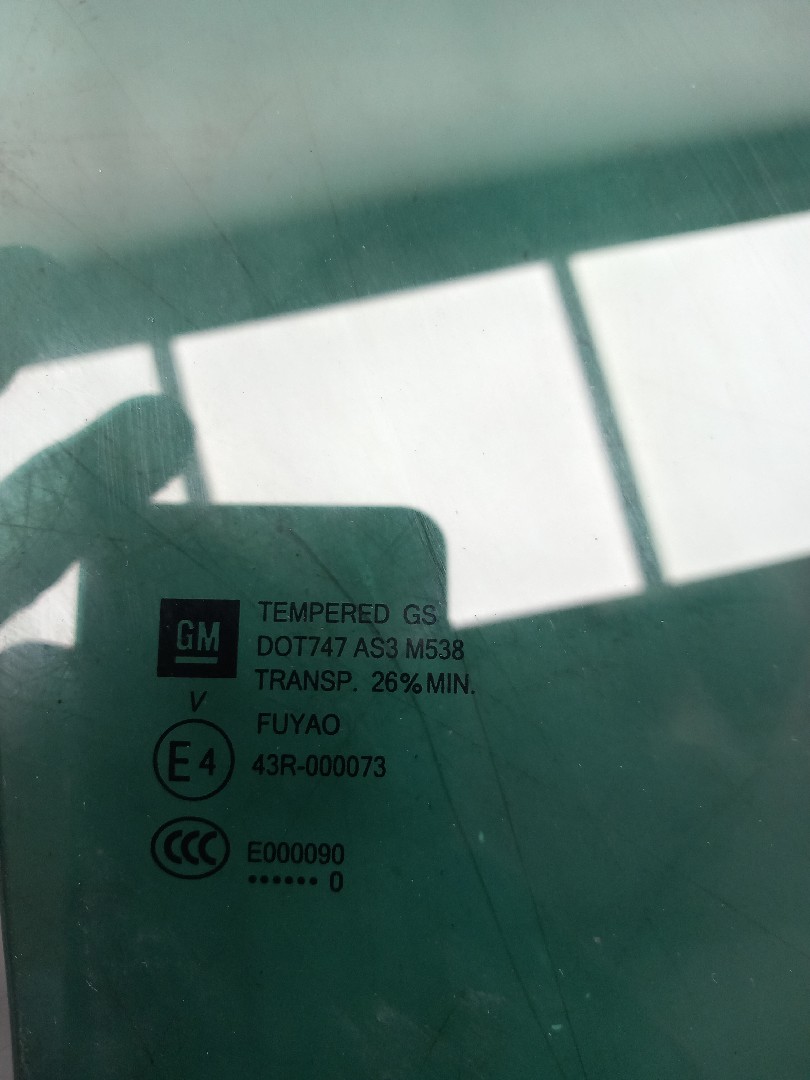 GM
TEMPERED GS
DOT747 AS3 M538
TRANSP. 26% MIN.
V
FUYAO
E4
43R-000073
CCC
E000090
•••••• 0